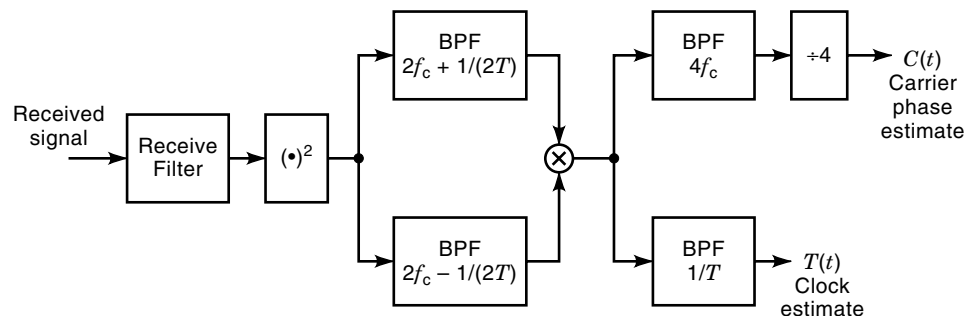 Received
signal
Receive
Filter
(•)²
BPF
2f_c + 1/(2T)
BPF
2f_c – 1/(2T)
×
BPF
4f_c
÷4
C(t)
Carrier
phase
estimate
BPF
1/T
T(t)
Clock
estimate